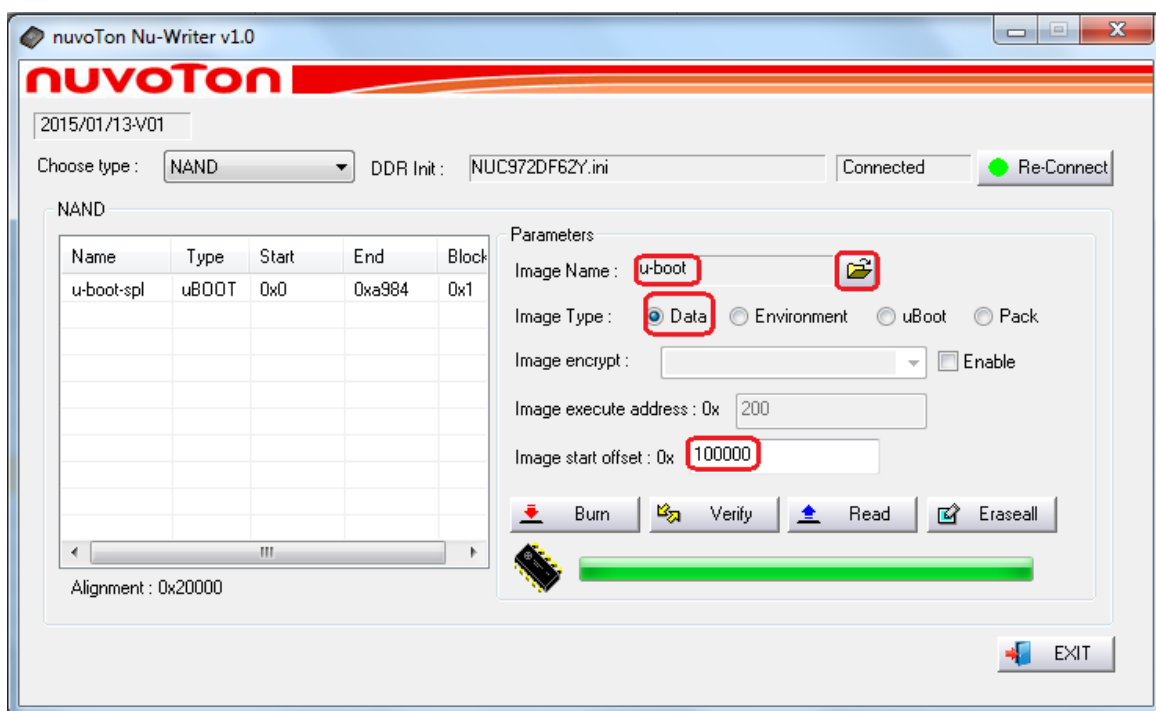 nuvoTon Nu-Writer v1.0
nuvoTon
2015/01/13-V01
Choose type : NAND DDR Init : NUC972DF62Y.ini Connected Re-Connect
NAND
Name Type Start End Block
u-boot-spl uBOOT 0x0 0xa984 0x1
Alignment : 0x20000
Parameters
Image Name : u-boot
Image Type : Data Environment uBoot Pack
Image encrypt : Enable
Image execute address : 0x 200
Image start offset : 0x 100000
Burn Verify Read Eraseall
EXIT